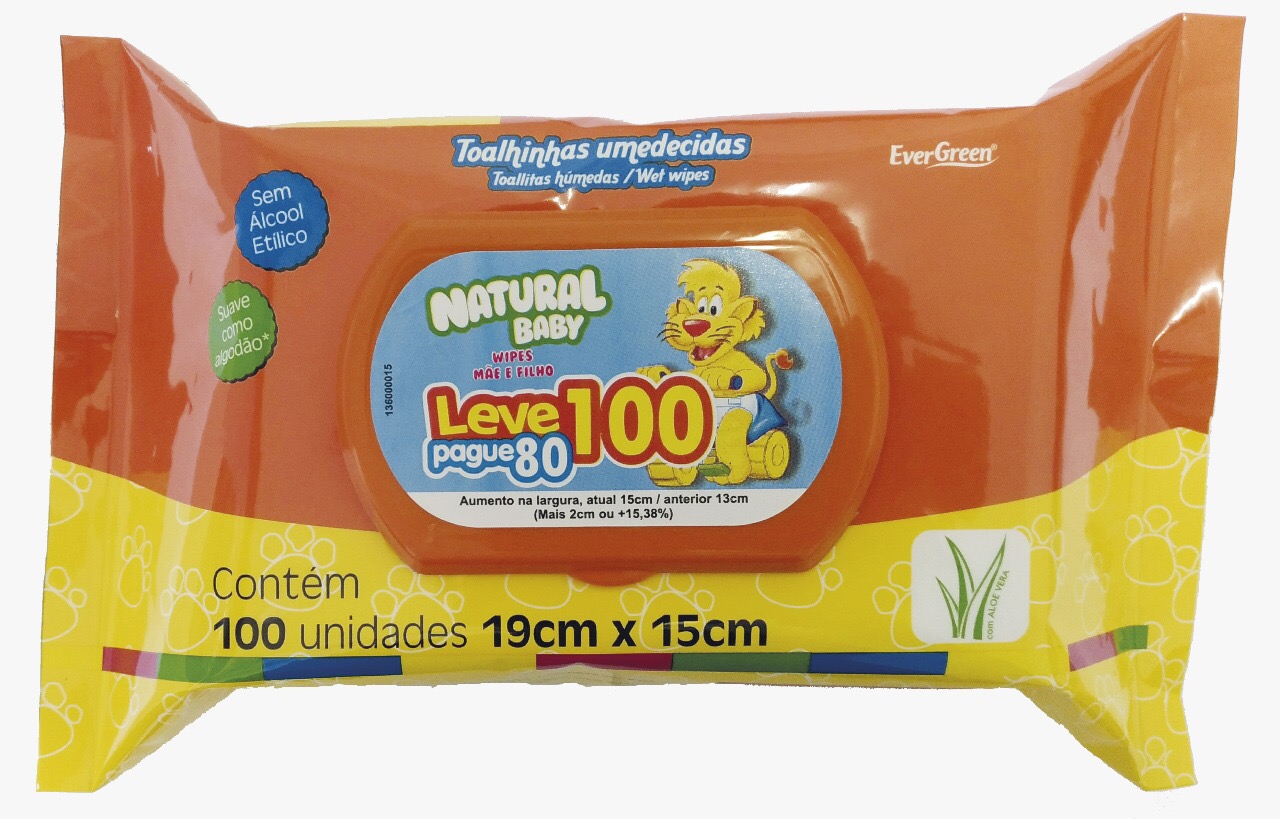 Toalhinhas umedecidas
Toallitas húmedas / Wet wipes
EverGreen®
Sem
Álcool
Etílico
Suave
como
algodão*
NATURAL
BABY
WIPES
MÃE E FILHO
136000015
Leve 100
pague 80
Aumento na largura, atual 15cm / anterior 13cm
(Mais 2cm ou +15,38%)
Contém
100 unidades 19cm x 15cm
com ALOE VERA